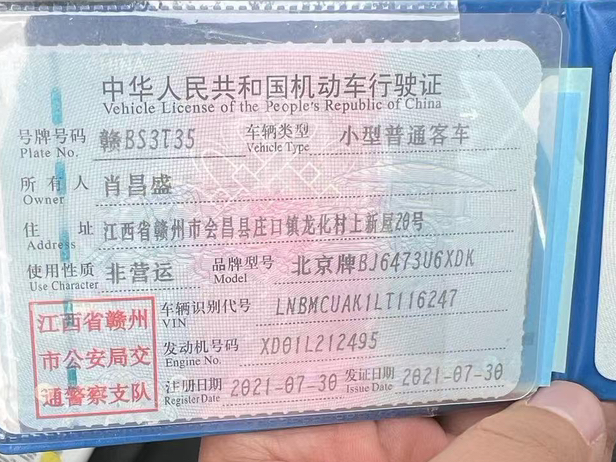 中华人民共和国机动车行驶证
Vehicle License of the People's Republic of China
号牌号码 赣BS3T35 车辆类型 小型普通客车
Plate No. Vehicle Type
所有人 肖昌盛
Owner
住址 江西省赣州市会昌县庄口镇龙化村上新屋20号
Address
使用性质 非营运 品牌型号 北京牌BJ6473U6XDK
Use Character Model
车辆识别代号 LNBMCUAK1LT116247
VIN
发动机号码 XD01L212495
Engine No.
注册日期 2021-07-30 发证日期 2021-07-30
Register Date Issue Date
江西省赣州
市公安局交
通警察支队